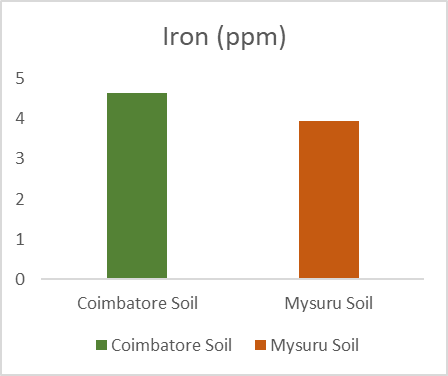 Iron (ppm)
5
4
3
2
1
0
Coimbatore Soil
Mysuru Soil
Coimbatore Soil
Mysuru Soil